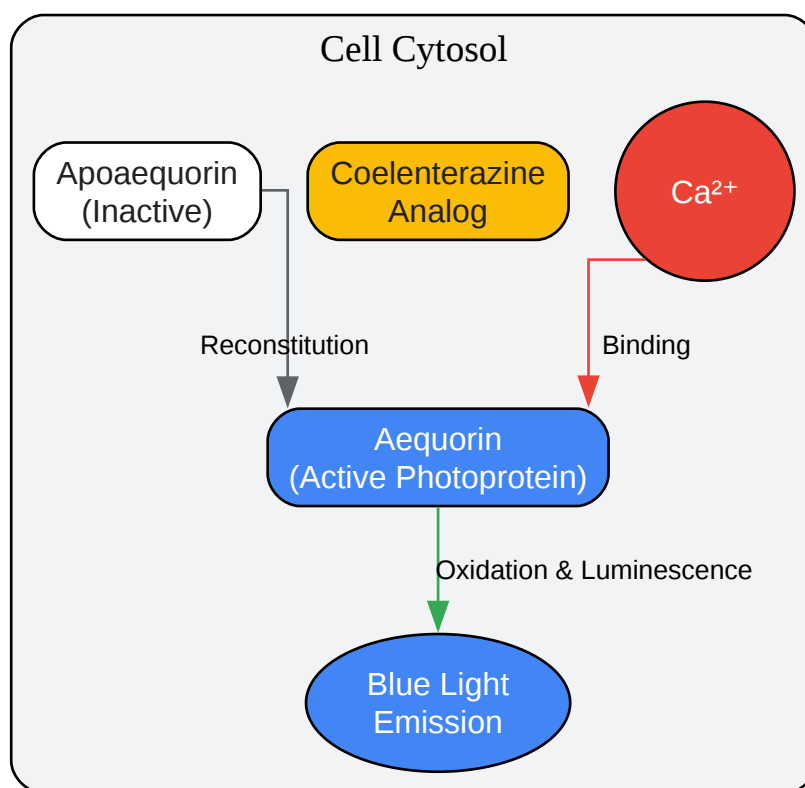 Cell Cytosol
Apoaequorin
(Inactive)
Coelenterazine
Analog
Ca²⁺
Reconstitution
Binding
Aequorin
(Active Photoprotein)
Oxidation & Luminescence
Blue Light
Emission